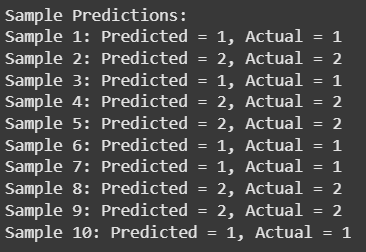 Sample Predictions:
Sample 1: Predicted = 1, Actual = 1
Sample 2: Predicted = 2, Actual = 2
Sample 3: Predicted = 1, Actual = 1
Sample 4: Predicted = 2, Actual = 2
Sample 5: Predicted = 2, Actual = 2
Sample 6: Predicted = 1, Actual = 1
Sample 7: Predicted = 1, Actual = 1
Sample 8: Predicted = 2, Actual = 2
Sample 9: Predicted = 2, Actual = 2
Sample 10: Predicted = 1, Actual = 1